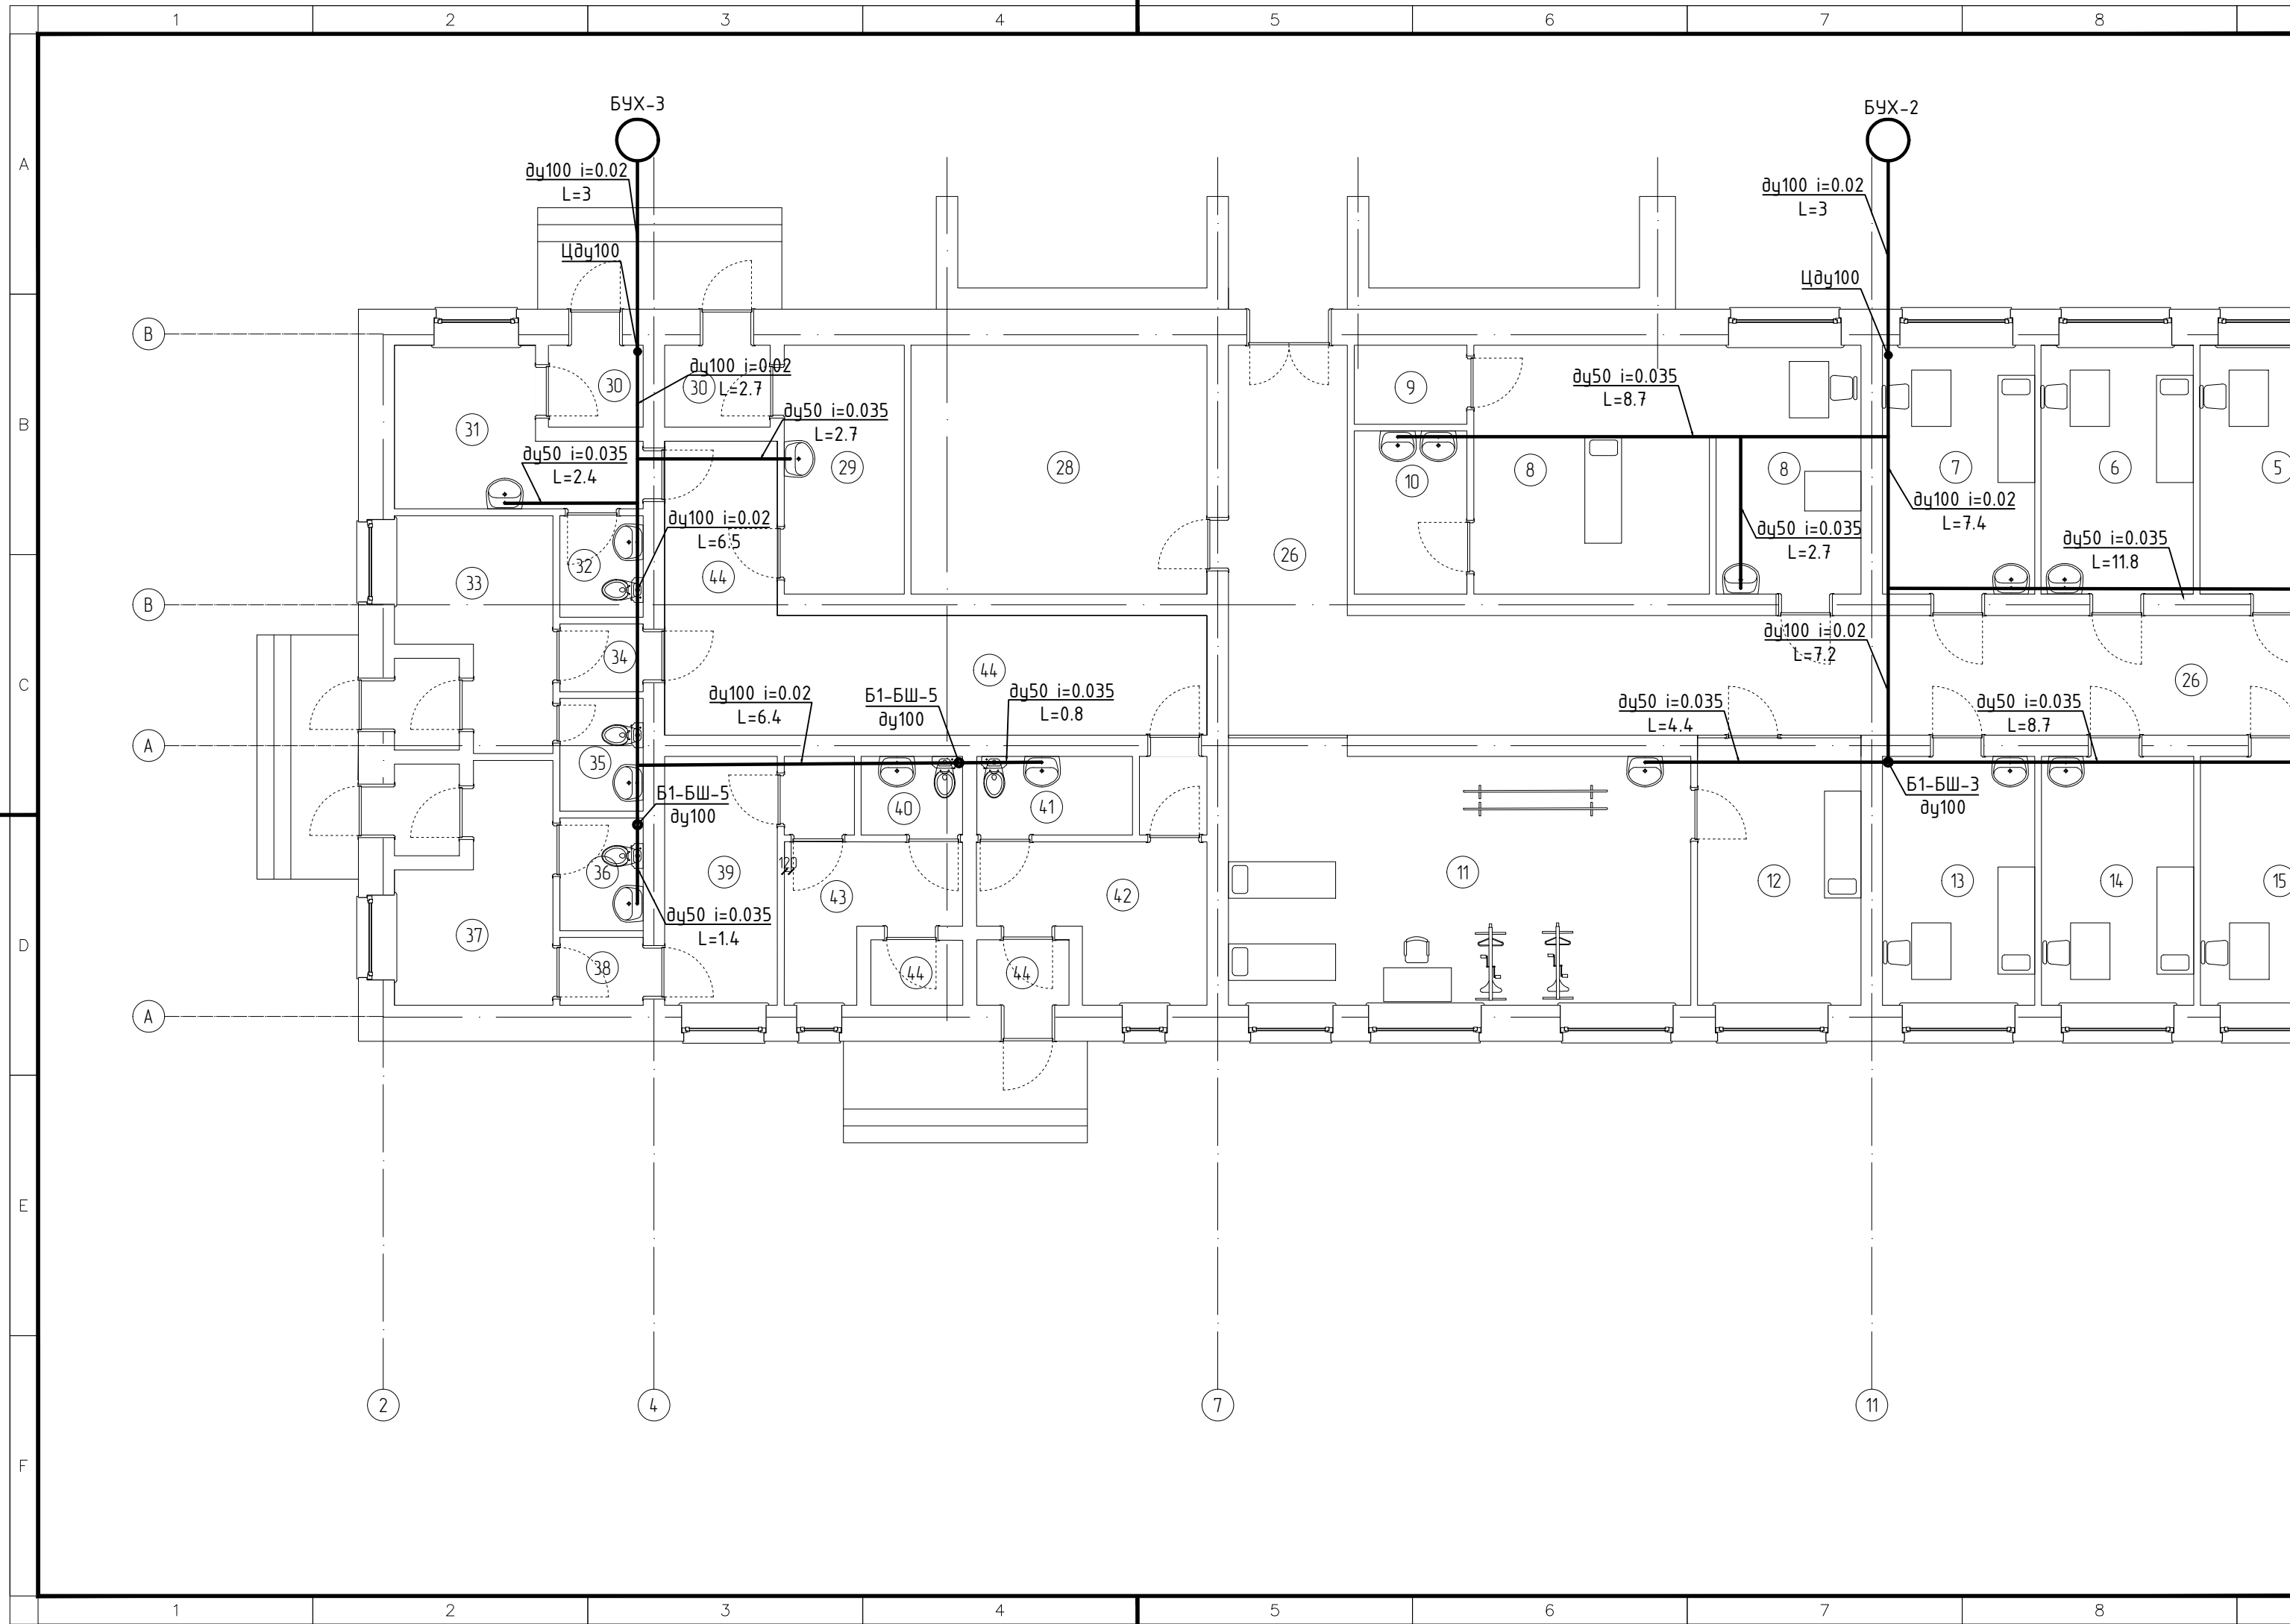 1 2 3 4 5 6 7 8
БУХ-3
БУХ-2
A
ду100 i=0.02
L=3
ду100 i=0.02
L=3
Цду100
Цду100
В
30
ду100 i=0.02
30
L=2.7
9
ду50 i=0.035
L=8.7
B
31
ду50 i=0.035
L=2.7
29
28
ду50 i=0.035
L=2.4
10
8
8
7
6
5
ду100 i=0.02
L=7.4
ду100 i=0.02
L=6.5
ду50 i=0.035
L=2.7
ду50 i=0.035
L=11.8
26
32
33
44
В
34
44
ду100 i=0.02
L=7.2
26
C
ду100 i=0.02
L=6.4
Б1-БШ-5
ду100
ду50 i=0.035
L=0.8
ду50 i=0.035
L=4.4
ду50 i=0.035
L=8.7
А
35
Б1-БШ-5
ду100
40
41
Б1-БШ-3
ду100
120
36
39
43
42
11
12
13
14
15
ду50 i=0.035
L=1.4
D
37
38
44
44
А
E
2
4
7
11
F
1 2 3 4 5 6 7 8